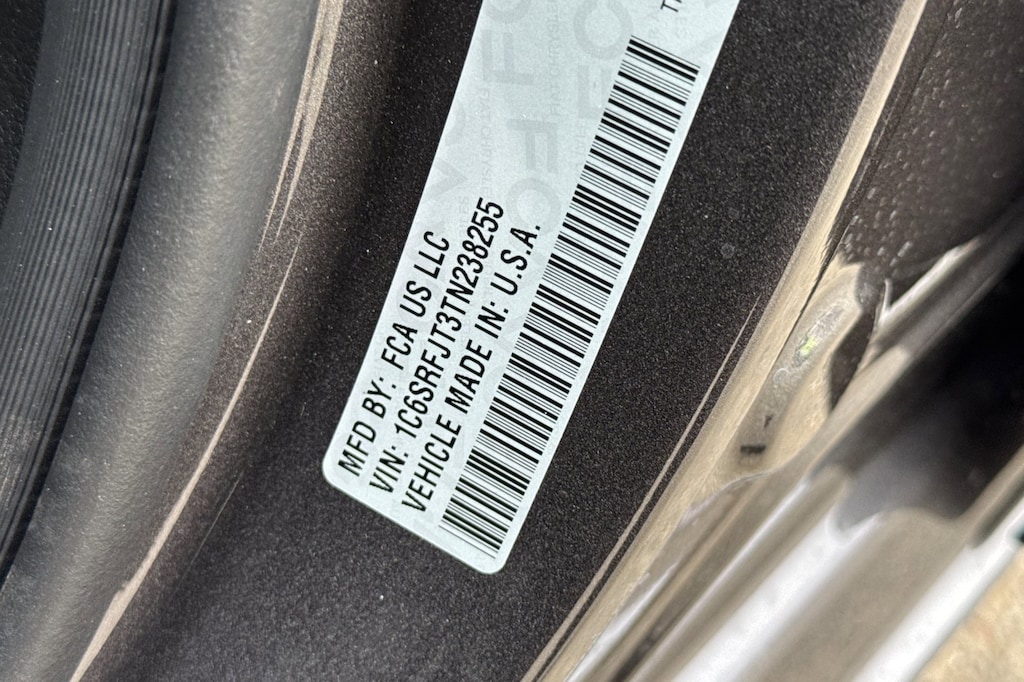 MFD BY: FCA US LLC
VIN: 1C6SRFJT3TN238255
VEHICLE MADE IN: U.S.A.